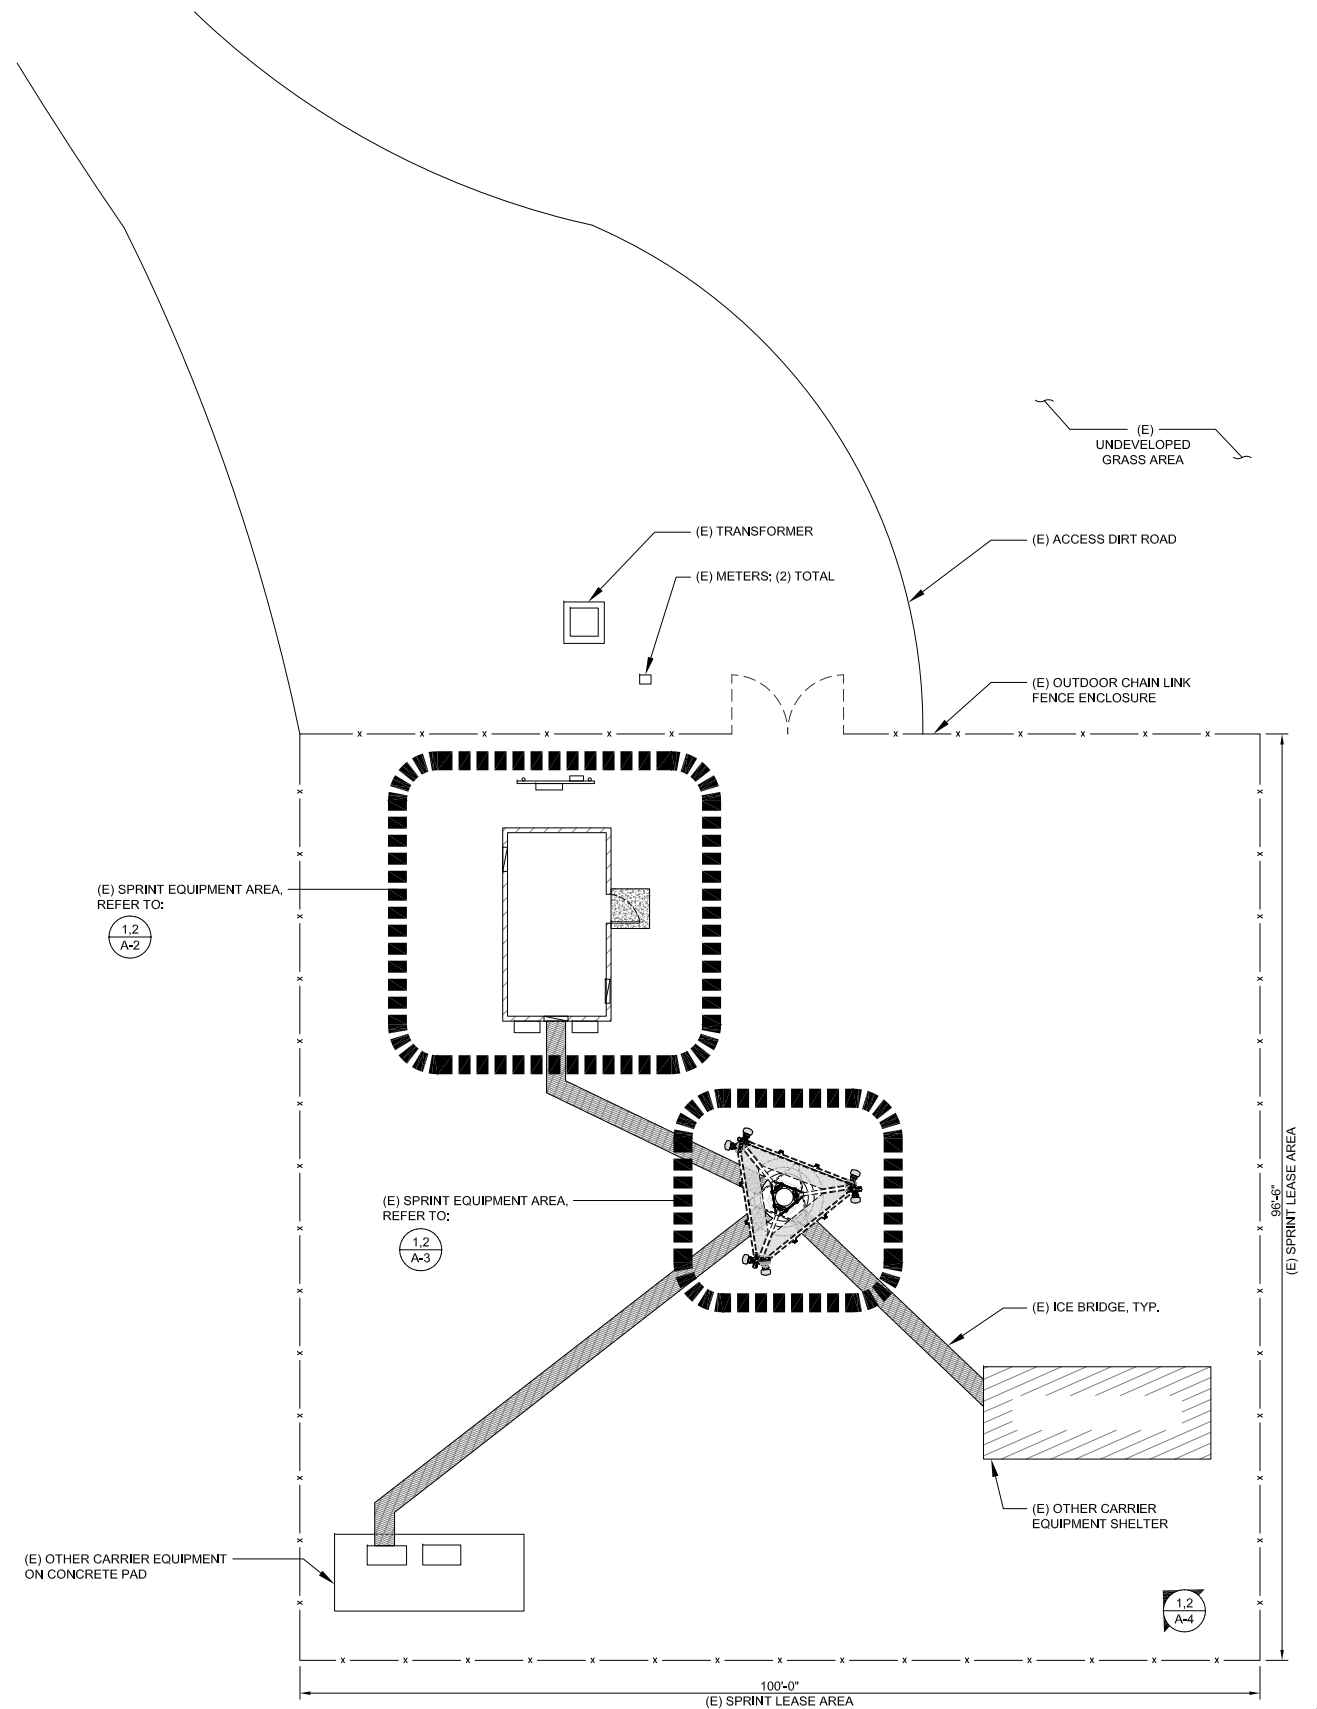 (E)
UNDEVELOPED
GRASS AREA
(E) TRANSFORMER
(E) ACCESS DIRT ROAD
(E) METERS; (2) TOTAL
(E) OUTDOOR CHAIN LINK
FENCE ENCLOSURE
(E) SPRINT EQUIPMENT AREA,
REFER TO:
1,2
A-2
(E) SPRINT EQUIPMENT AREA,
REFER TO:
1,2
A-3
96'-6"
(E) SPRINT LEASE AREA
(E) ICE BRIDGE, TYP.
(E) OTHER CARRIER
EQUIPMENT SHELTER
(E) OTHER CARRIER EQUIPMENT
ON CONCRETE PAD
1,2
A-4
100'-0"
(E) SPRINT LEASE AREA